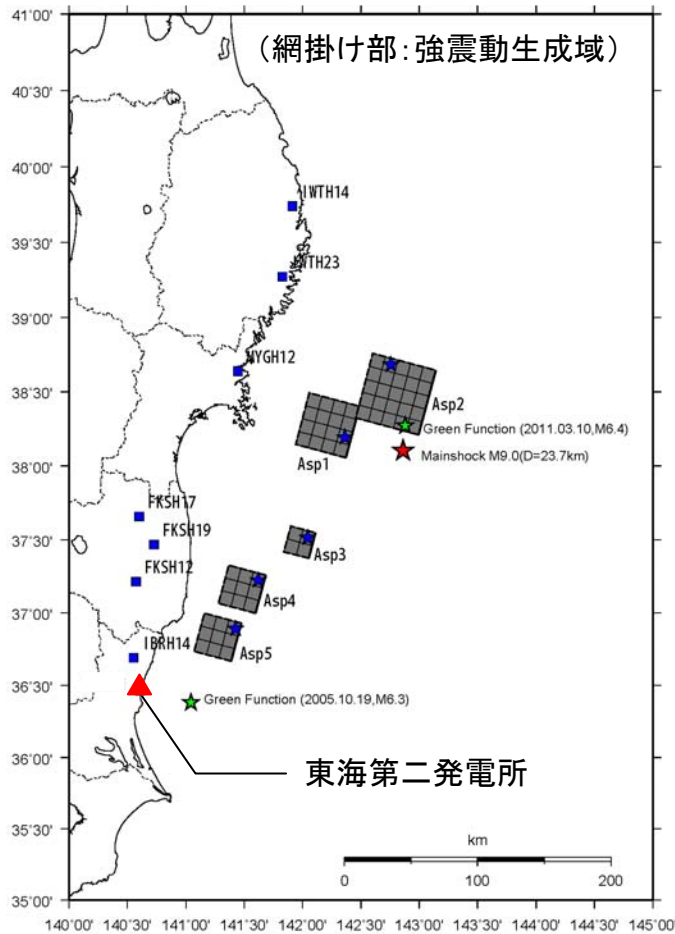 (網掛け部:強震動生成域)
41°00'
40°30'
40°00'
39°30'
39°00'
38°30'
38°00'
37°30'
37°00'
36°30'
36°00'
35°30'
35°00'
IWTH14
IWTH23
MYGH12
Asp2
Green Function (2011.03.10,M6.4)
Asp1
Mainshock M9.0(D=23.7km)
FKSH17
FKSH19
Asp3
FKSH12
Asp4
IBRH14
Asp5
Green Function (2005.10.19,M6.3)
東海第二発電所
km
0 100 200
140°00' 140°30' 141°00' 141°30' 142°00' 142°30' 143°00' 143°30' 144°00' 144°30' 145°00'